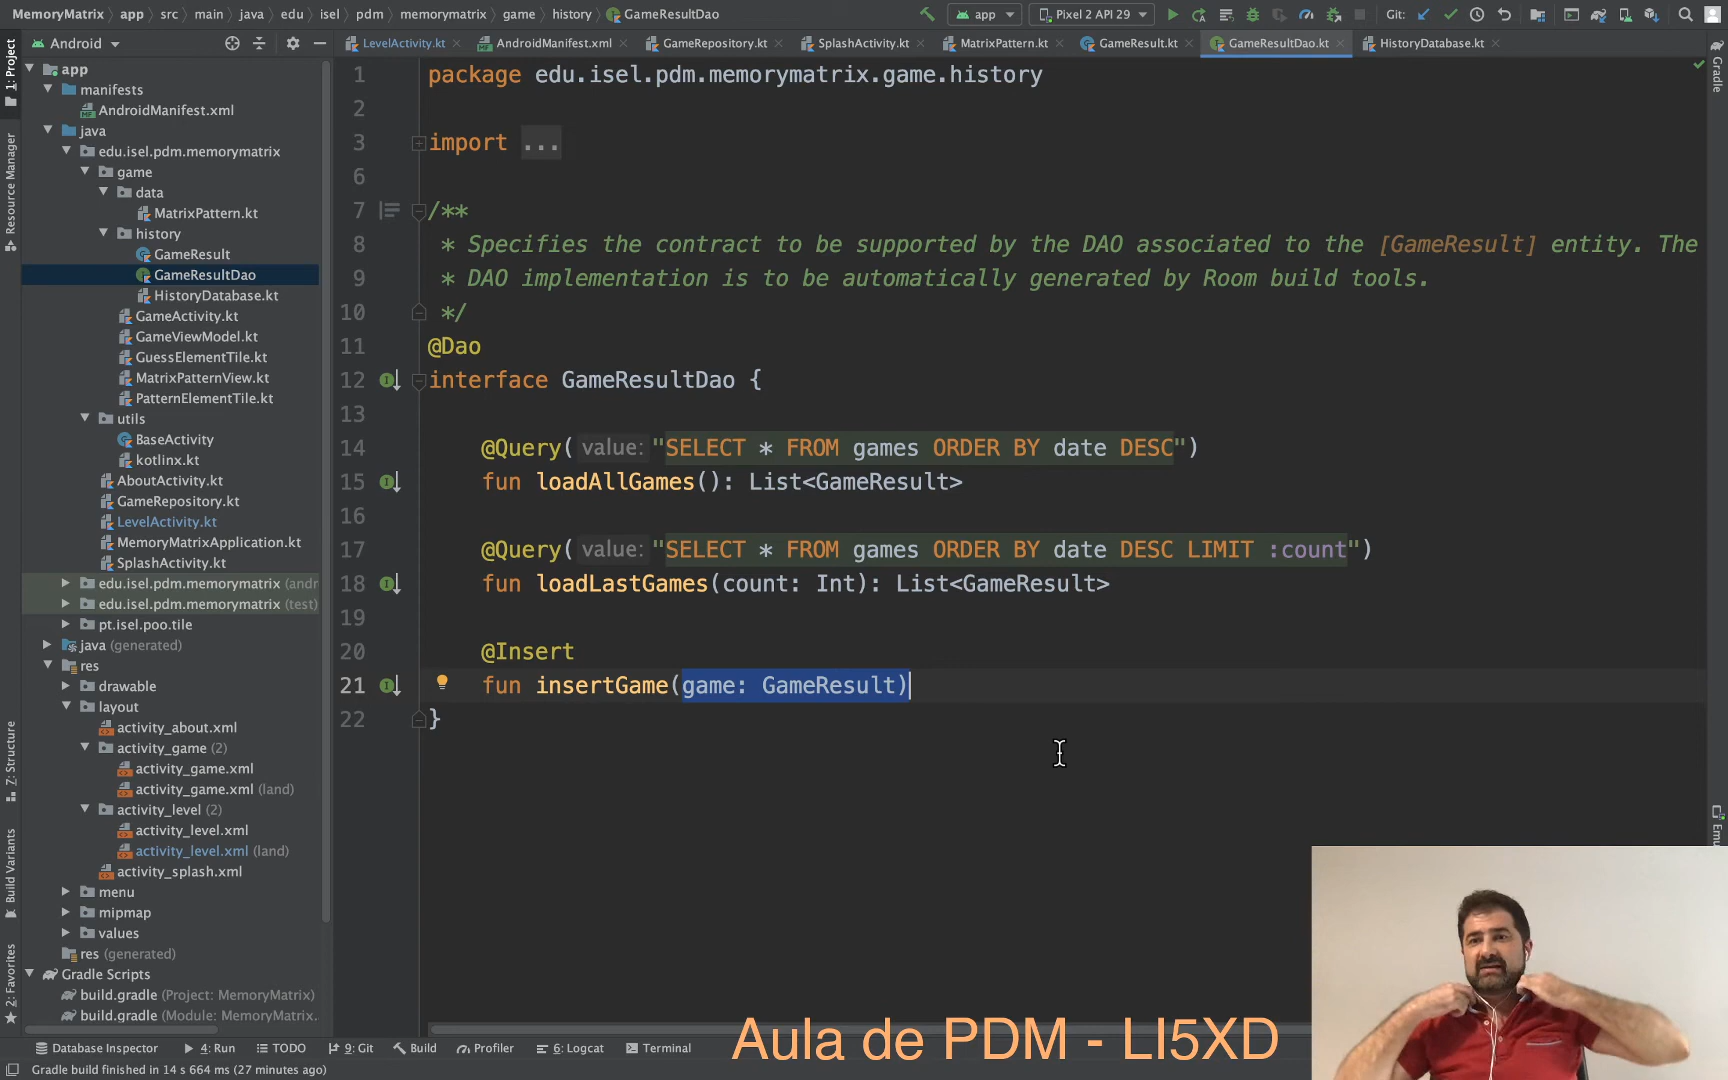 MemoryMatrix app src main java edu isel pdm memorymatrix game history GameResultDao app Pixel 2 API 29 Git:
Android LevelActivity.kt AndroidManifest.xml GameRepository.kt SplashActivity.kt MatrixPattern.kt GameResult.kt GameResultDao.kt HistoryDatabase.kt
1: Project
Resource Manager
Z: Structure
Build Variants
2: Favorites
app
manifests
AndroidManifest.xml
java
edu.isel.pdm.memorymatrix
game
data
MatrixPattern.kt
history
GameResult
GameResultDao
HistoryDatabase.kt
GameActivity.kt
GameViewModel.kt
GuessElementTile.kt
MatrixPatternView.kt
PatternElementTile.kt
utils
BaseActivity
kotlinx.kt
AboutActivity.kt
GameRepository.kt
LevelActivity.kt
MemoryMatrixApplication.kt
SplashActivity.kt
edu.isel.pdm.memorymatrix (andr
edu.isel.pdm.memorymatrix (test)
pt.isel.poo.tile
java (generated)
res
drawable
layout
activity_about.xml
activity_game (2)
activity_game.xml
activity_game.xml (land)
activity_level (2)
activity_level.xml
activity_level.xml (land)
activity_splash.xml
menu
mipmap
values
res (generated)
Gradle Scripts
build.gradle (Project: MemoryMatrix)
build.gradle (Module: MemoryMatrix.
1 package edu.isel.pdm.memorymatrix.game.history
2
3 import ...
6
7 /**
8 * Specifies the contract to be supported by the DAO associated to the [GameResult] entity. The
9 * DAO implementation is to be automatically generated by Room build tools.
10 */
11 @Dao
12 interface GameResultDao {
13
14 @Query( value: "SELECT * FROM games ORDER BY date DESC")
15 fun loadAllGames(): List<GameResult>
16
17 @Query( value: "SELECT * FROM games ORDER BY date DESC LIMIT :count")
18 fun loadLastGames(count: Int): List<GameResult>
19
20 @Insert
21 fun insertGame(game: GameResult)
22 }
Gradle
Emu
Aula de PDM - LI5XD
Database Inspector 4: Run TODO 9: Git Build Profiler 6: Logcat Terminal
Gradle build finished in 14 s 664 ms (27 minutes ago)